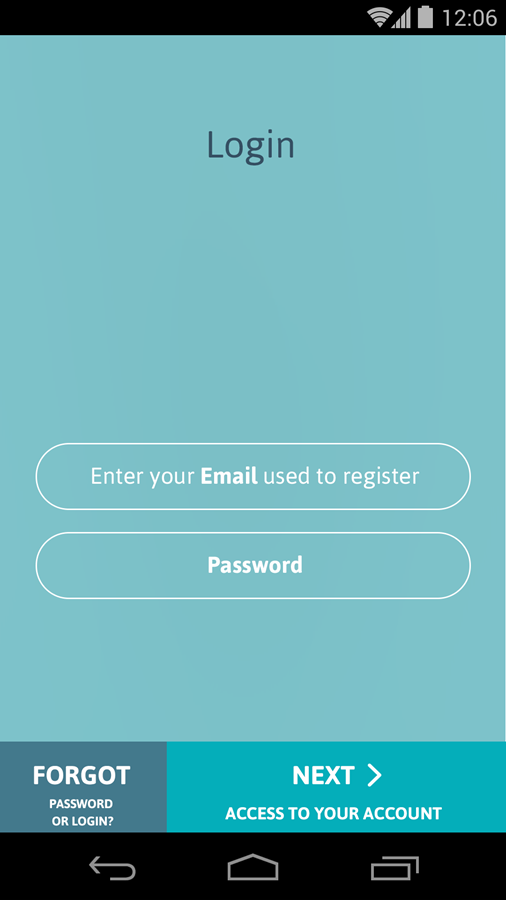 12:06
Login
Enter your Email used to register
Password
FORGOT
PASSWORD
OR LOGIN?
NEXT
ACCESS TO YOUR ACCOUNT